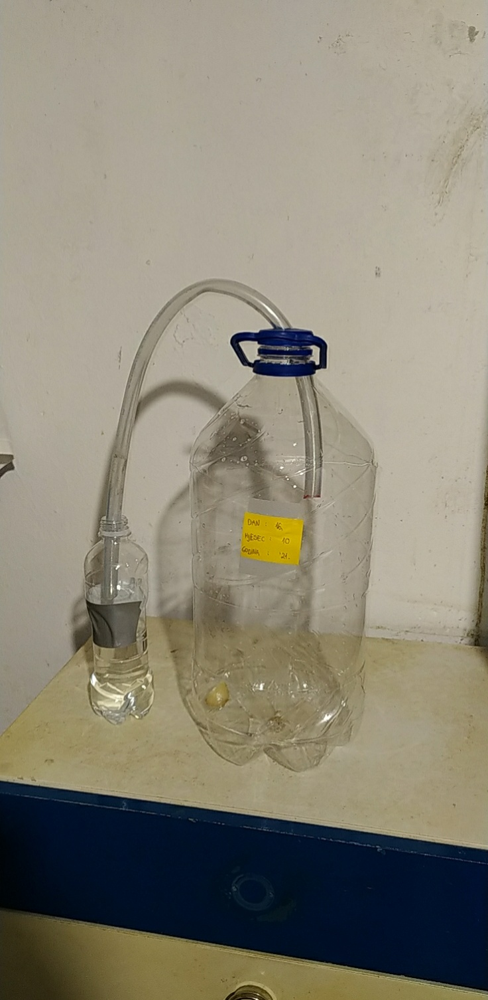 DAN : 16.
MJESEC : 10
GODINA : '21.